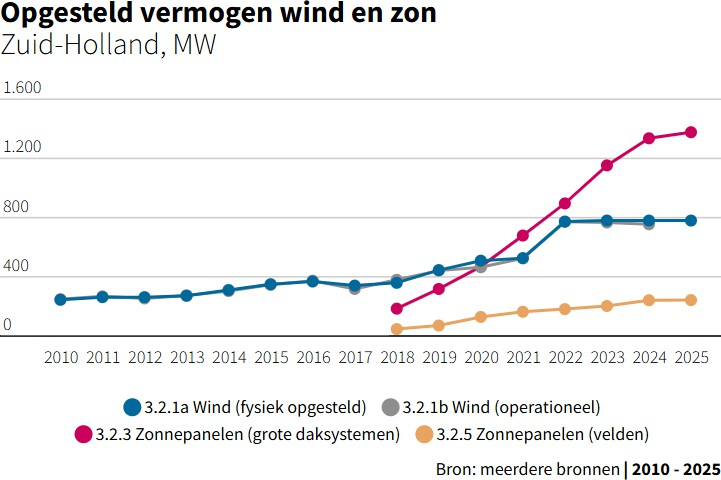 Opgesteld vermogen wind en zon
Zuid-Holland, MW
1.600
1.200
800
400
0
2010 2011 2012 2013 2014 2015 2016 2017 2018 2019 2020 2021 2022 2023 2024 2025
3.2.1a Wind (fysiek opgesteld) 3.2.1b Wind (operationeel)
3.2.3 Zonnepanelen (grote daksystemen) 3.2.5 Zonnepanelen (velden)
Bron: meerdere bronnen | 2010 - 2025